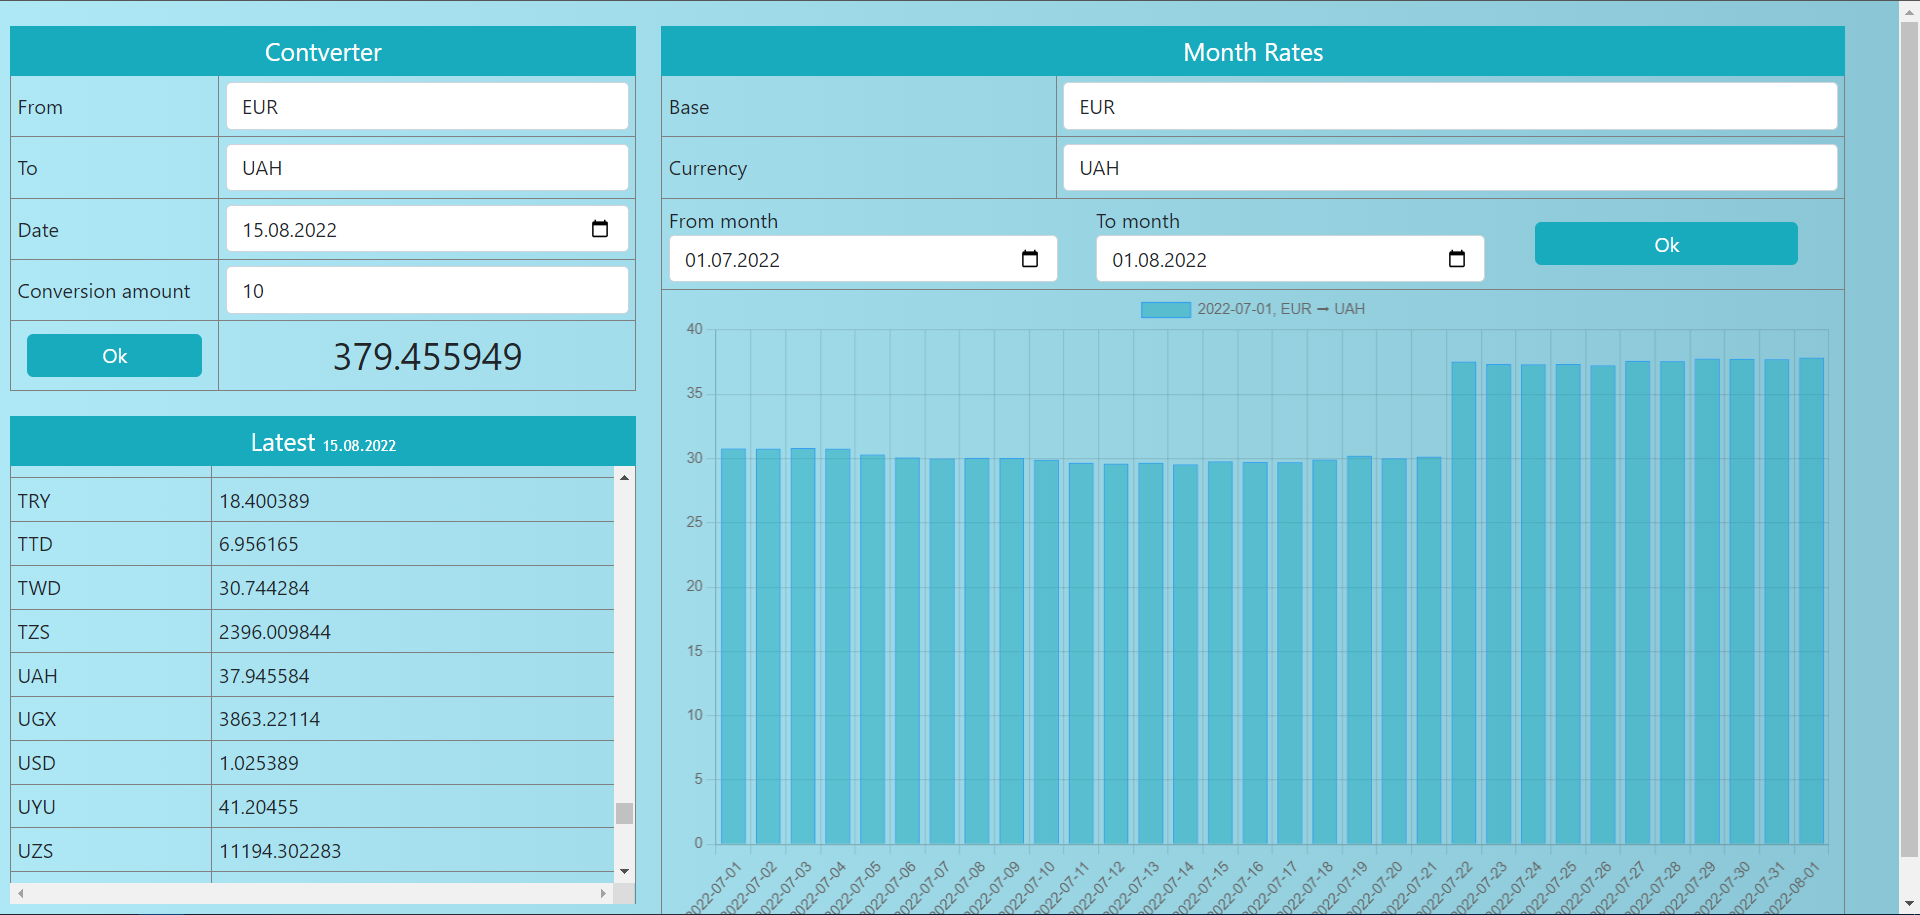 Contverter
From EUR
To UAH
Date 15.08.2022
Conversion amount 10
Ok 379.455949
Latest 15.08.2022
TRY 18.400389
TTD 6.956165
TWD 30.744284
TZS 2396.009844
UAH 37.945584
UGX 3863.22114
USD 1.025389
UYU 41.20455
UZS 11194.302283
Month Rates
Base EUR
Currency UAH
From month To month
01.07.2022 01.08.2022 Ok
2022-07-01, EUR → UAH
40
35
30
25
20
15
10
5
0
2022-07-01
2022-07-02
2022-07-03
2022-07-04
2022-07-05
2022-07-06
2022-07-07
2022-07-08
2022-07-09
2022-07-10
2022-07-11
2022-07-12
2022-07-13
2022-07-14
2022-07-15
2022-07-16
2022-07-17
2022-07-18
2022-07-19
2022-07-20
2022-07-21
2022-07-22
2022-07-23
2022-07-24
2022-07-25
2022-07-26
2022-07-27
2022-07-28
2022-07-29
2022-07-30
2022-07-31
2022-08-01